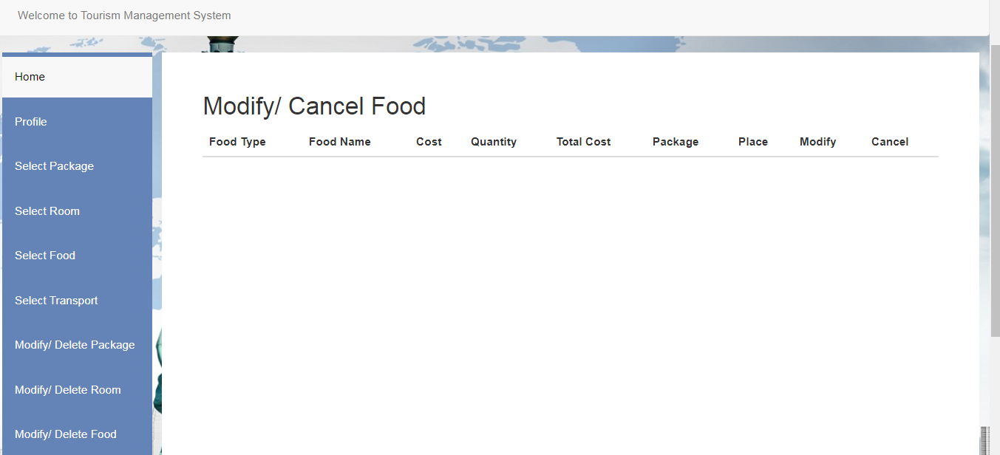 Welcome to Tourism Management System
Home
Profile
Select Package
Select Room
Select Food
Select Transport
Modify/ Delete Package
Modify/ Delete Room
Modify/ Delete Food
Modify/ Cancel Food
Food Type Food Name Cost Quantity Total Cost Package Place Modify Cancel